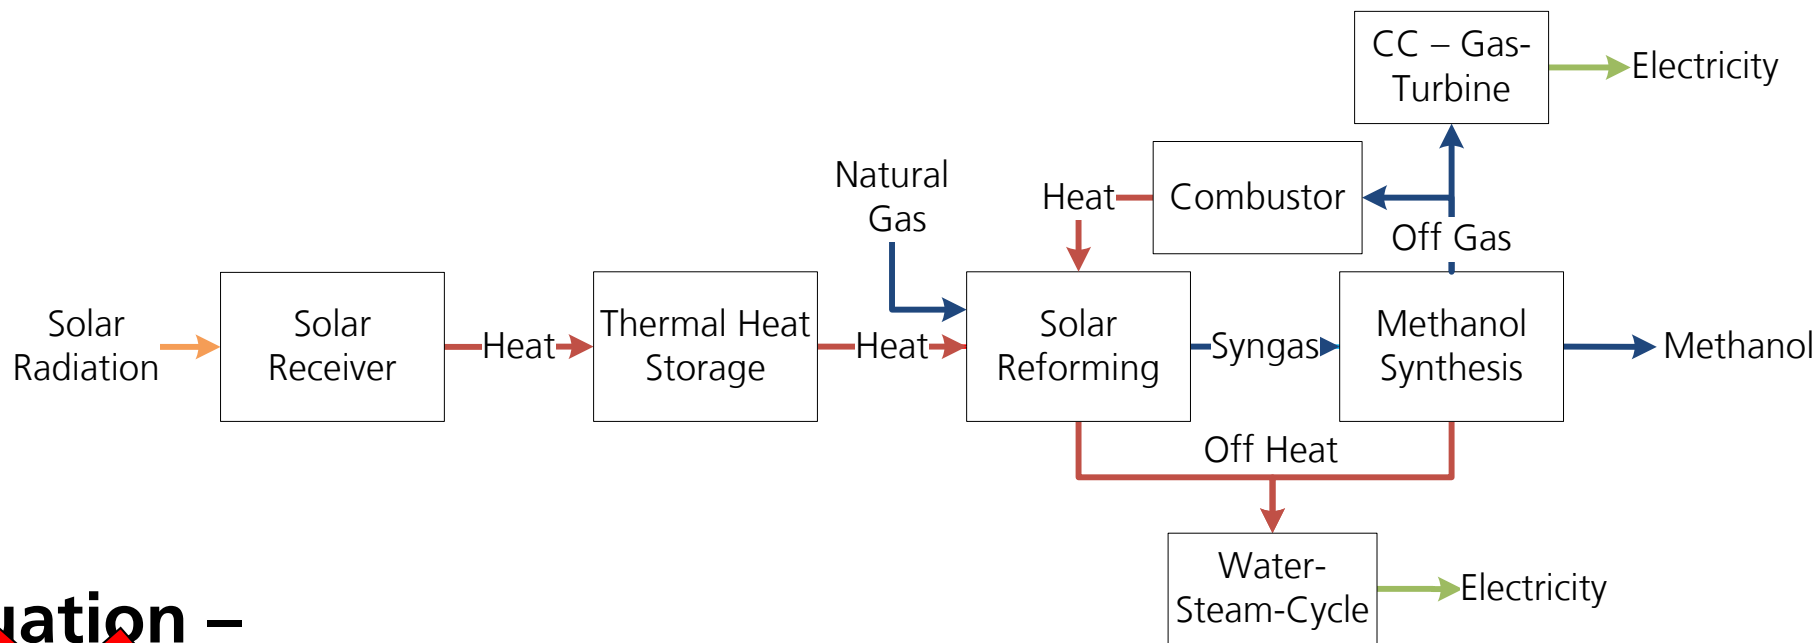 CC – Gas-
Turbine
Electricity
Natural
Gas
Heat
Combustor
Off Gas
Solar
Radiation
Solar
Receiver
Heat
Thermal Heat
Storage
Heat
Solar
Reforming
Syngas
Methanol
Synthesis
Methanol
Off Heat
Water-
Steam-Cycle
Electricity
–